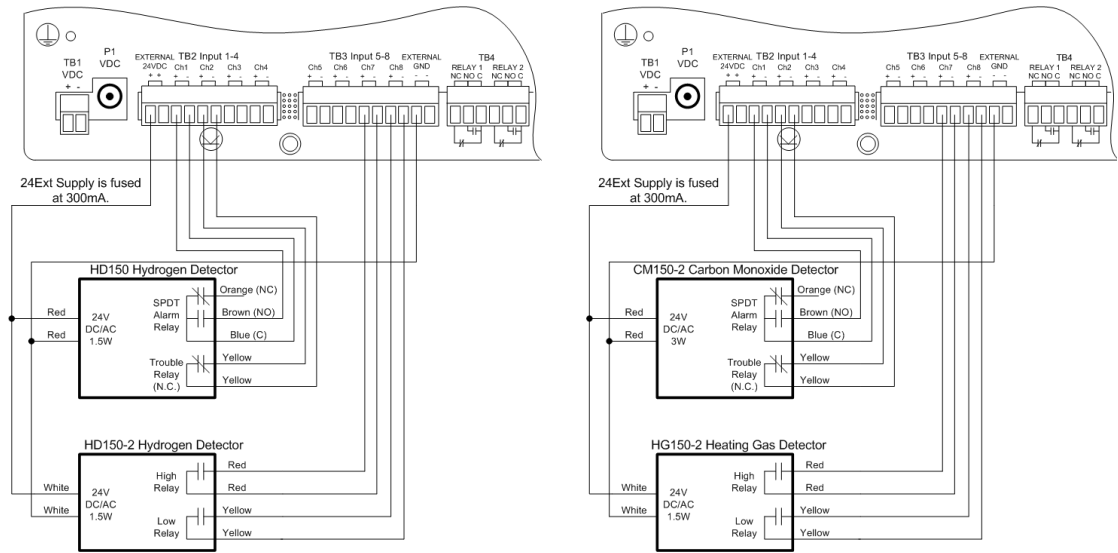 P1
VDC
TB1
VDC
+ -
EXTERNAL
24VDC
+ +
TB2 Input 1-4
Ch1 Ch2 Ch3 Ch4
+ - + - + - + -
TB3 Input 5-8
Ch5 Ch6 Ch7 Ch8
+ - + - + - + -
EXTERNAL
GND
- -
TB4
RELAY 1 RELAY 2
NC NO C NC NO C
24Ext Supply is fused
at 300mA.
HD150 Hydrogen Detector
Red
Red
24V
DC/AC
1.5W
SPDT
Alarm
Relay
Orange (NC)
Brown (NO)
Blue (C)
Trouble
Relay
(N.C.)
Yellow
Yellow
HD150-2 Hydrogen Detector
White
White
24V
DC/AC
1.5W
High
Relay
Red
Red
Low
Relay
Yellow
Yellow
P1
VDC
TB1
VDC
+ -
EXTERNAL
24VDC
+ +
TB2 Input 1-4
Ch1 Ch2 Ch3 Ch4
+ - + - + - + -
TB3 Input 5-8
Ch5 Ch6 Ch7 Ch8
+ - + - + - + -
EXTERNAL
GND
- -
TB4
RELAY 1 RELAY 2
NC NO C NC NO C
24Ext Supply is fused
at 300mA.
CM150-2 Carbon Monoxide Detector
Red
Red
24V
DC/AC
3W
SPDT
Alarm
Relay
Orange (NC)
Brown (NO)
Blue (C)
Trouble
Relay
(N.C.)
Yellow
Yellow
HG150-2 Heating Gas Detector
White
White
24V
DC/AC
1.5W
High
Relay
Red
Red
Low
Relay
Yellow
Yellow